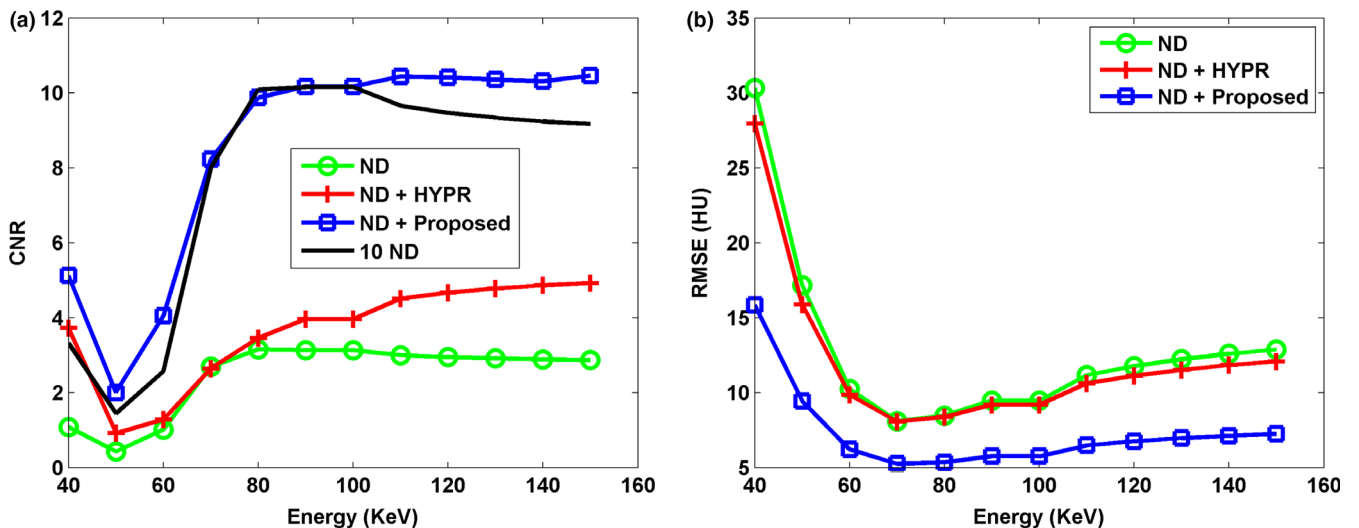 (a)
12
10
8
6
4
2
0
CNR
ND
ND + HYPR
ND + Proposed
10 ND
40 60 80 100 120 140 160
Energy (KeV)
(b)
35
30
25
20
15
10
5
RMSE (HU)
ND
ND + HYPR
ND + Proposed
40 60 80 100 120 140 160
Energy (KeV)